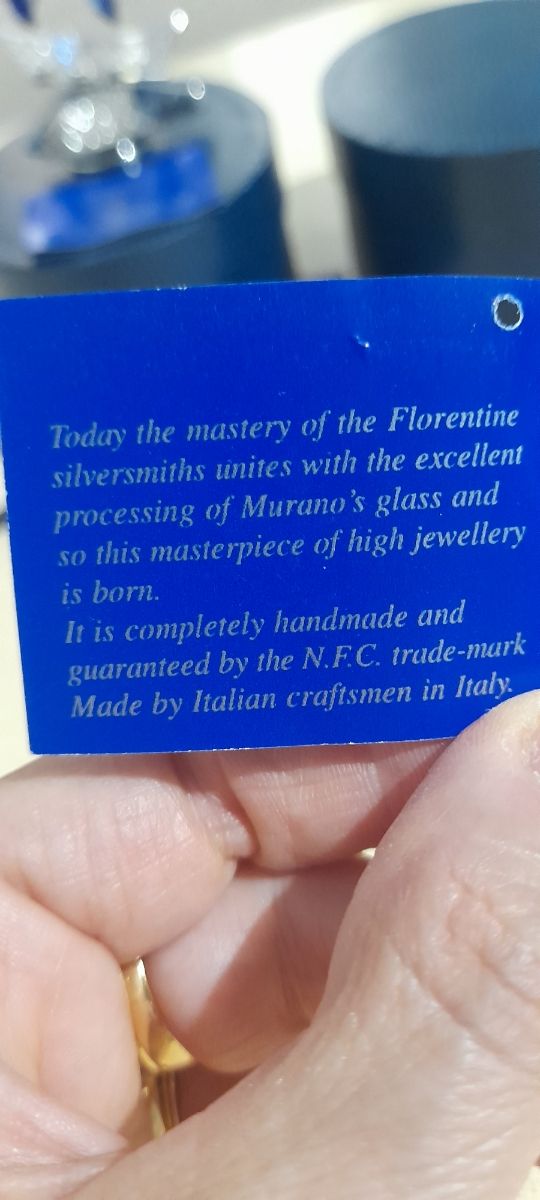 Today the mastery of the Florentine
silversmiths unites with the excellent
processing of Murano's glass and
so this masterpiece of high jewellery
is born.
It is completely handmade and
guaranteed by the N.F.C. trade-mark
Made by Italian craftsmen in Italy.